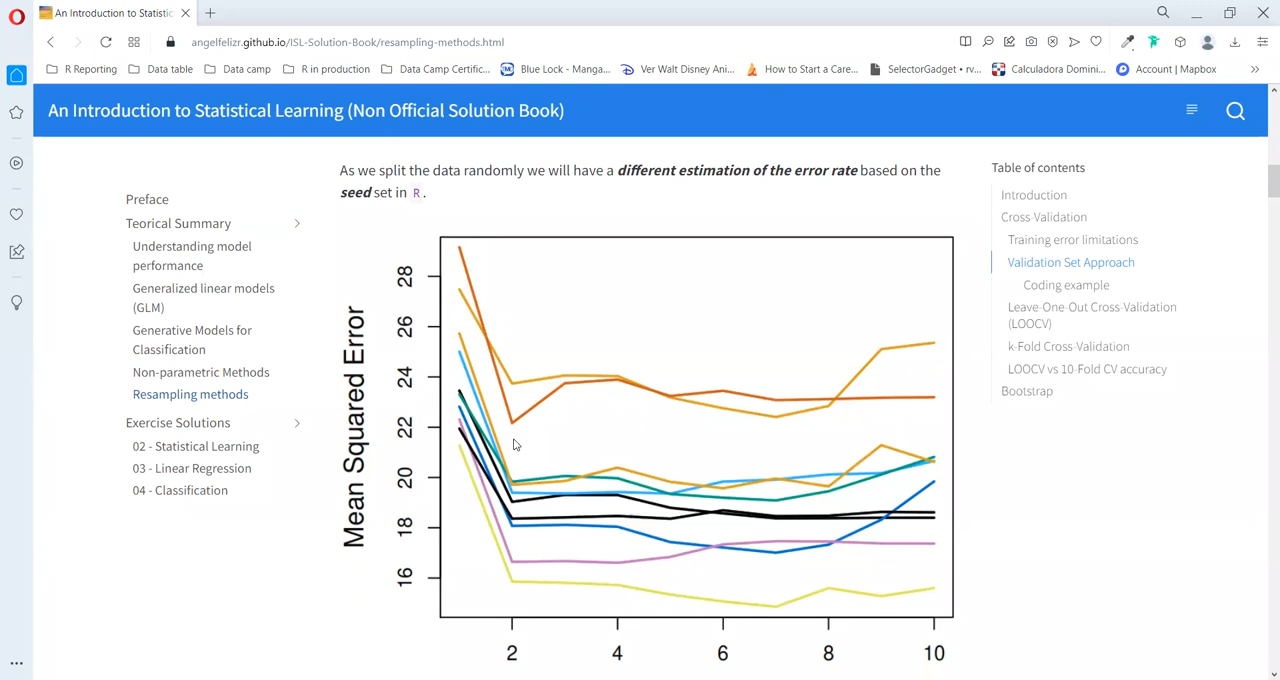 An Introduction to Statistic
angelfelizr.github.io/ISL-Solution-Book/resampling-methods.html
R Reporting
Data table
Data camp
R in production
Data Camp Certific...
Blue Lock - Manga...
Ver Walt Disney Ani...
How to Start a Care...
SelectorGadget • rv...
Calculadora Domini...
Account | Mapbox
An Introduction to Statistical Learning (Non Official Solution Book)
Preface
Teorical Summary
Understanding model
performance
Generalized linear models
(GLM)
Generative Models for
Classification
Non-parametric Methods
Resampling methods
Exercise Solutions
02 - Statistical Learning
03 - Linear Regression
04 - Classification
As we split the data randomly we will have a different estimation of the error rate based on the
seed set in R.
Mean Squared Error
28
26
24
22
20
18
16
2
4
6
8
10
Table of contents
Introduction
Cross-Validation
Training error limitations
Validation Set Approach
Coding example
Leave-One-Out Cross-Validation
(LOOCV)
k-Fold Cross-Validation
LOOCV vs 10-Fold CV accuracy
Bootstrap